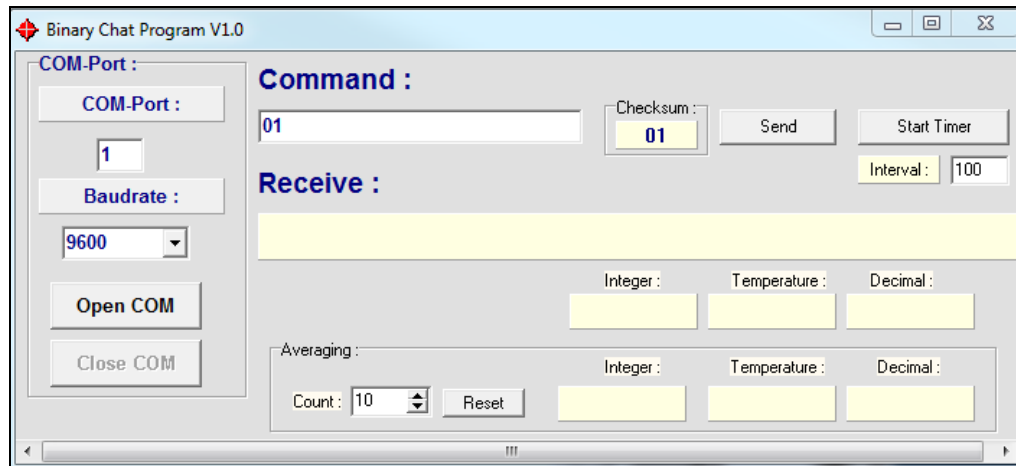 Binary Chat Program V1.0
COM-Port :
COM-Port :
1
Baudrate :
9600
Open COM
Close COM
Command :
01
Checksum :
01
Send
Start Timer
Interval :
100
Receive :
Integer :
Temperature :
Decimal :
Averaging :
Count :
10
Reset
Integer :
Temperature :
Decimal :